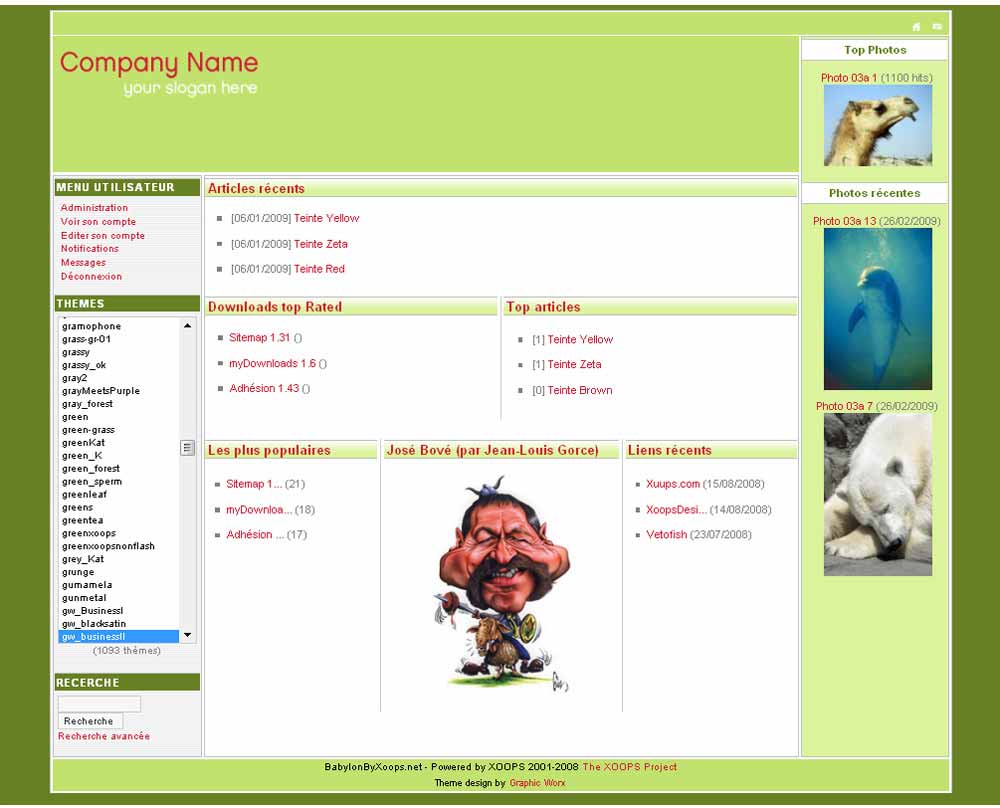 Company Name
your slogan here
MENU UTILISATEUR
Administration
Voir son compte
Editer son compte
Notifications
Messages
Déconnexion
THEMES
gramophone
grass-gr-01
grassy
grassy_ok
gray2
grayMeetsPurple
gray_forest
green
green-grass
greenKat
green_K
green_forest
green_sperm
greenleaf
greens
greentea
greenxoops
greenxoopsnonflash
grey_Kat
grunge
gumamela
gunmetal
gw_BusinessI
gw_blacksatin
gw_businessII
(1093 thèmes)
RECERCHE
Recherche
Recherche avancée
Articles récents
[06/01/2009] Teinte Yellow
[06/01/2009] Teinte Zeta
[06/01/2009] Teinte Red
Downloads top Rated
Sitemap 1.31 ()
myDownloads 1.6 ()
Adhésion 1.43 ()
Top articles
[1] Teinte Yellow
[1] Teinte Zeta
[0] Teinte Brown
Les plus populaires
Sitemap 1... (21)
myDownloa... (18)
Adhésion ... (17)
José Bové (par Jean-Louis Gorce)
Liens récents
Xuups.com (15/08/2008)
XoopsDesi... (14/08/2008)
Vetofish (23/07/2008)
Top Photos
Photo 03a 1 (1100 hits)
Photos récentes
Photo 03a 13 (26/02/2009)
Photo 03a 7 (26/02/2009)
BabylonByXoops.net - Powered by XOOPS 2001-2008 The XOOPS Project
Theme design by Graphic Worx